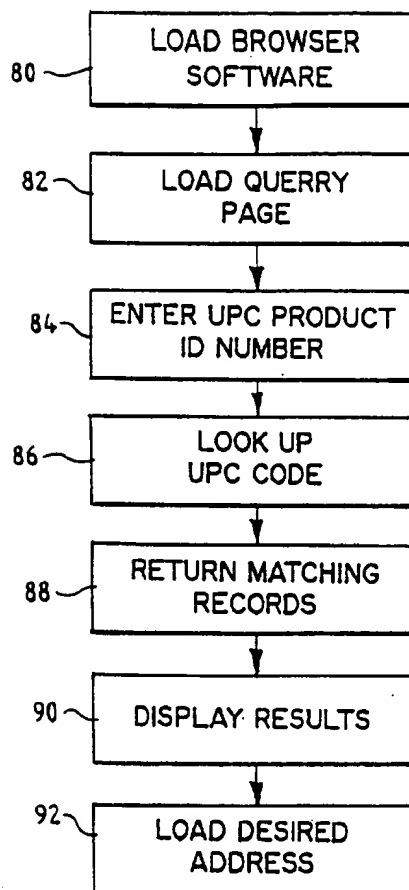 80
LOAD BROWSER
SOFTWARE
82
LOAD QUERRY
PAGE
84
ENTER UPC PRODUCT
ID NUMBER
86
LOOK UP
UPC CODE
88
RETURN MATCHING
RECORDS
90
DISPLAY RESULTS
92
LOAD DESIRED
ADDRESS